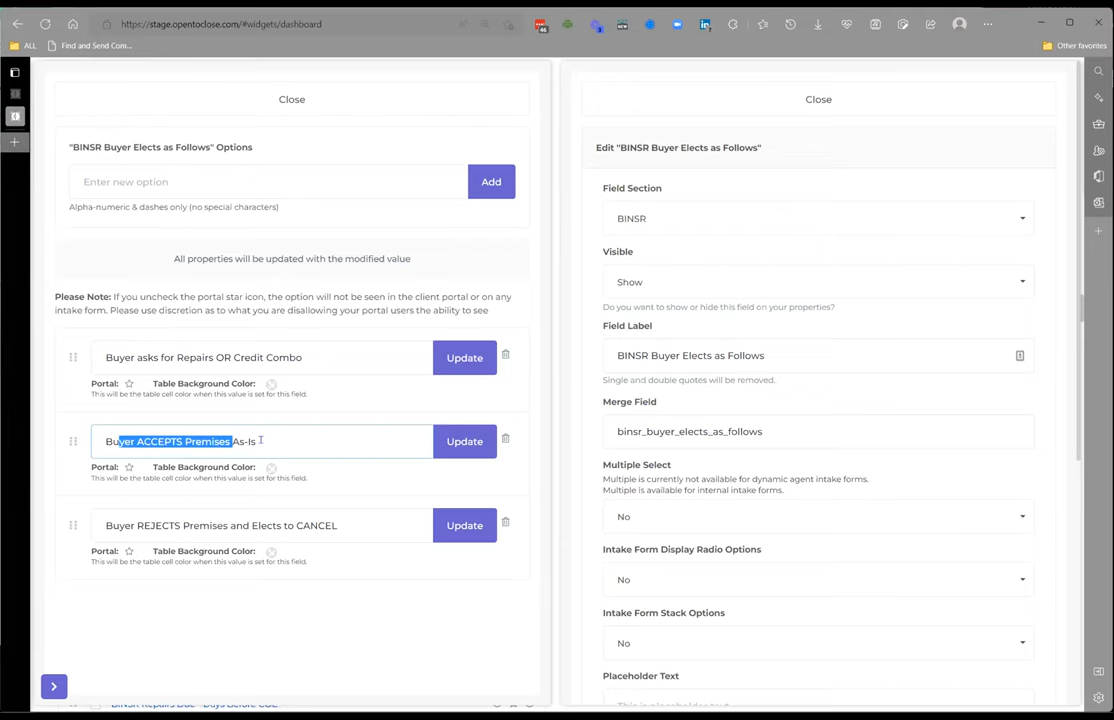 https://stage.opentoclose.com/#widgets/dashboard
ALL
Find and Send Com...
Other favorites
Close
"BINSR Buyer Elects as Follows" Options
Enter new option
Add
Alpha-numeric & dashes only (no special characters)
All properties will be updated with the modified value
Please Note: If you uncheck the portal star icon, the option will not be seen in the client portal or on any
intake form. Please use discretion as to what you are disallowing your portal users the ability to see
Buyer asks for Repairs OR Credit Combo
Update
Portal: Table Background Color:
This will be the table cell color when this value is set for this field.
Buyer ACCEPTS Premises As-Is
Update
Portal: Table Background Color:
This will be the table cell color when this value is set for this field.
Buyer REJECTS Premises and Elects to CANCEL
Update
Portal: Table Background Color:
This will be the table cell color when this value is set for this field.
BINSR Repairs Due - Days Before COE
Close
Edit "BINSR Buyer Elects as Follows"
Field Section
BINSR
Visible
Show
Do you want to show or hide this field on your properties?
Field Label
BINSR Buyer Elects as Follows
Single and double quotes will be removed.
Merge Field
binsr_buyer_elects_as_follows
Multiple Select
Multiple is currently not available for dynamic agent intake forms.
Multiple is available for internal intake forms.
No
Intake Form Display Radio Options
No
Intake Form Stack Options
No
Placeholder Text
This is placeholder text